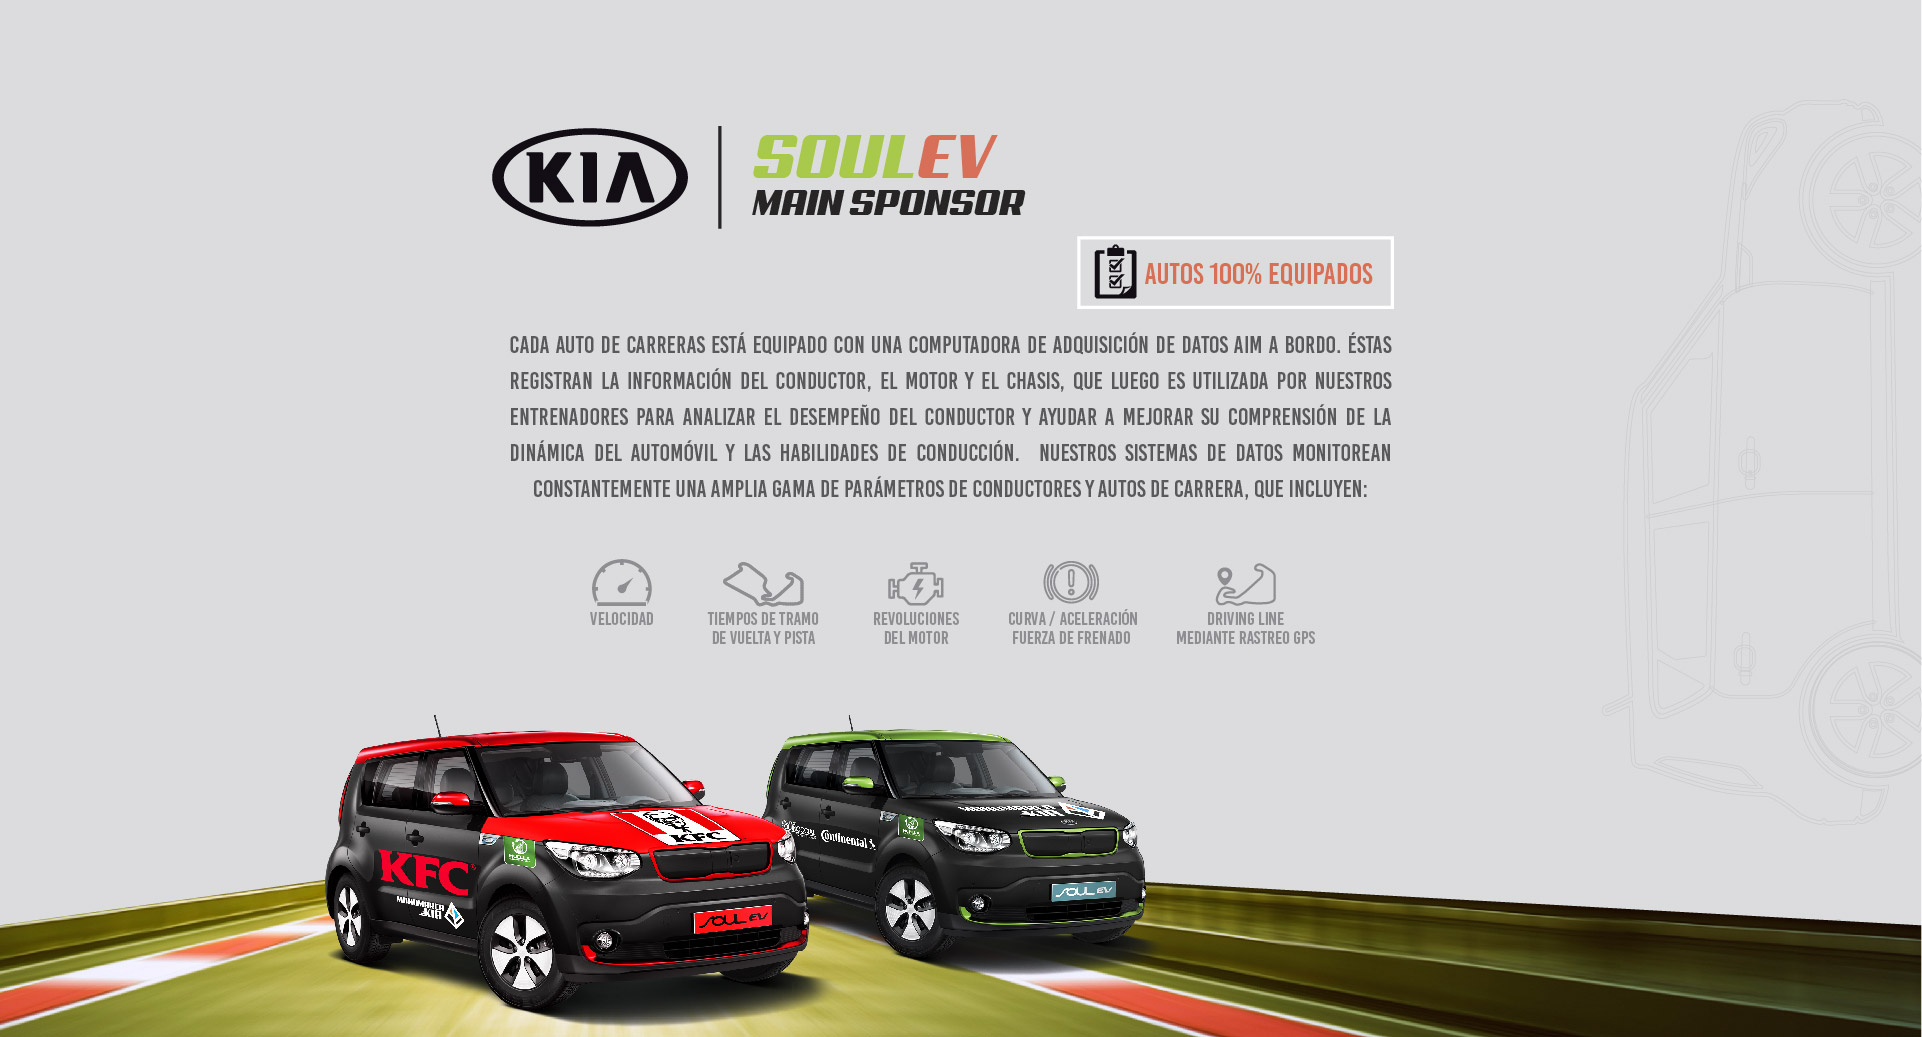 KIA
SOULEV
MAIN SPONSOR
AUTOS 100% EQUIPADOS
CADA AUTO DE CARRERAS ESTÁ EQUIPADO CON UNA COMPUTADORA DE ADQUISICIÓN DE DATOS AIM A BORDO. ÉSTAS
REGISTRAN LA INFORMACIÓN DEL CONDUCTOR, EL MOTOR Y EL CHASIS, QUE LUEGO ES UTILIZADA POR NUESTROS
ENTRENADORES PARA ANALIZAR EL DESEMPEÑO DEL CONDUCTOR Y AYUDAR A MEJORAR SU COMPRENSIÓN DE LA
DINÁMICA DEL AUTOMÓVIL Y LAS HABILIDADES DE CONDUCCIÓN. NUESTROS SISTEMAS DE DATOS MONITOREAN
CONSTANTEMENTE UNA AMPLIA GAMA DE PARÁMETROS DE CONDUCTORES Y AUTOS DE CARRERA, QUE INCLUYEN:
VELOCIDAD
TIEMPOS DE TRAMO
DE VUELTA Y PISTA
REVOLUCIONES
DEL MOTOR
CURVA / ACELERACIÓN
FUERZA DE FRENADO
DRIVING LINE
MEDIANTE RASTREO GPS
KFC
KFC
KIA
SOUL EV
Continental
KIA
SOUL EV